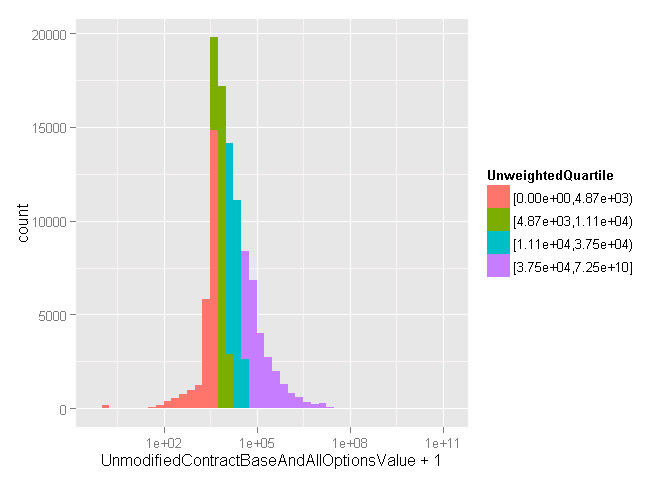 20000
15000
10000
5000
0
count
1e+02 1e+05 1e+08 1e+11
UnmodifiedContractBaseAndAllOptionsValue + 1
UnweightedQuartile
[0.00e+00,4.87e+03)
[4.87e+03,1.11e+04)
[1.11e+04,3.75e+04)
[3.75e+04,7.25e+10]